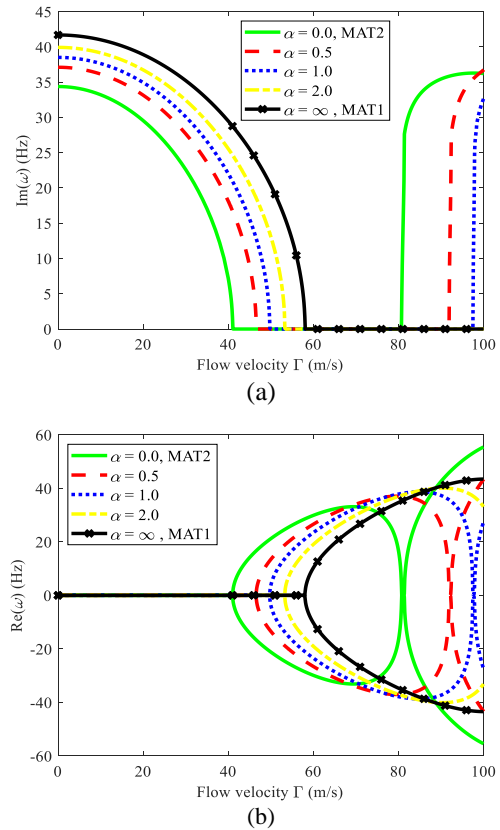 45
40
35
30
25
20
15
10
5
0
Im(ω) (Hz)
α = 0.0, MAT2
α = 0.5
α = 1.0
α = 2.0
α = ∞ , MAT1
0 20 40 60 80 100
Flow velocity Γ (m/s)
(a)
60
40
20
0
-20
-40
-60
Re(ω) (Hz)
α = 0.0, MAT2
α = 0.5
α = 1.0
α = 2.0
α = ∞ , MAT1
0 20 40 60 80 100
Flow velocity Γ (m/s)
(b)